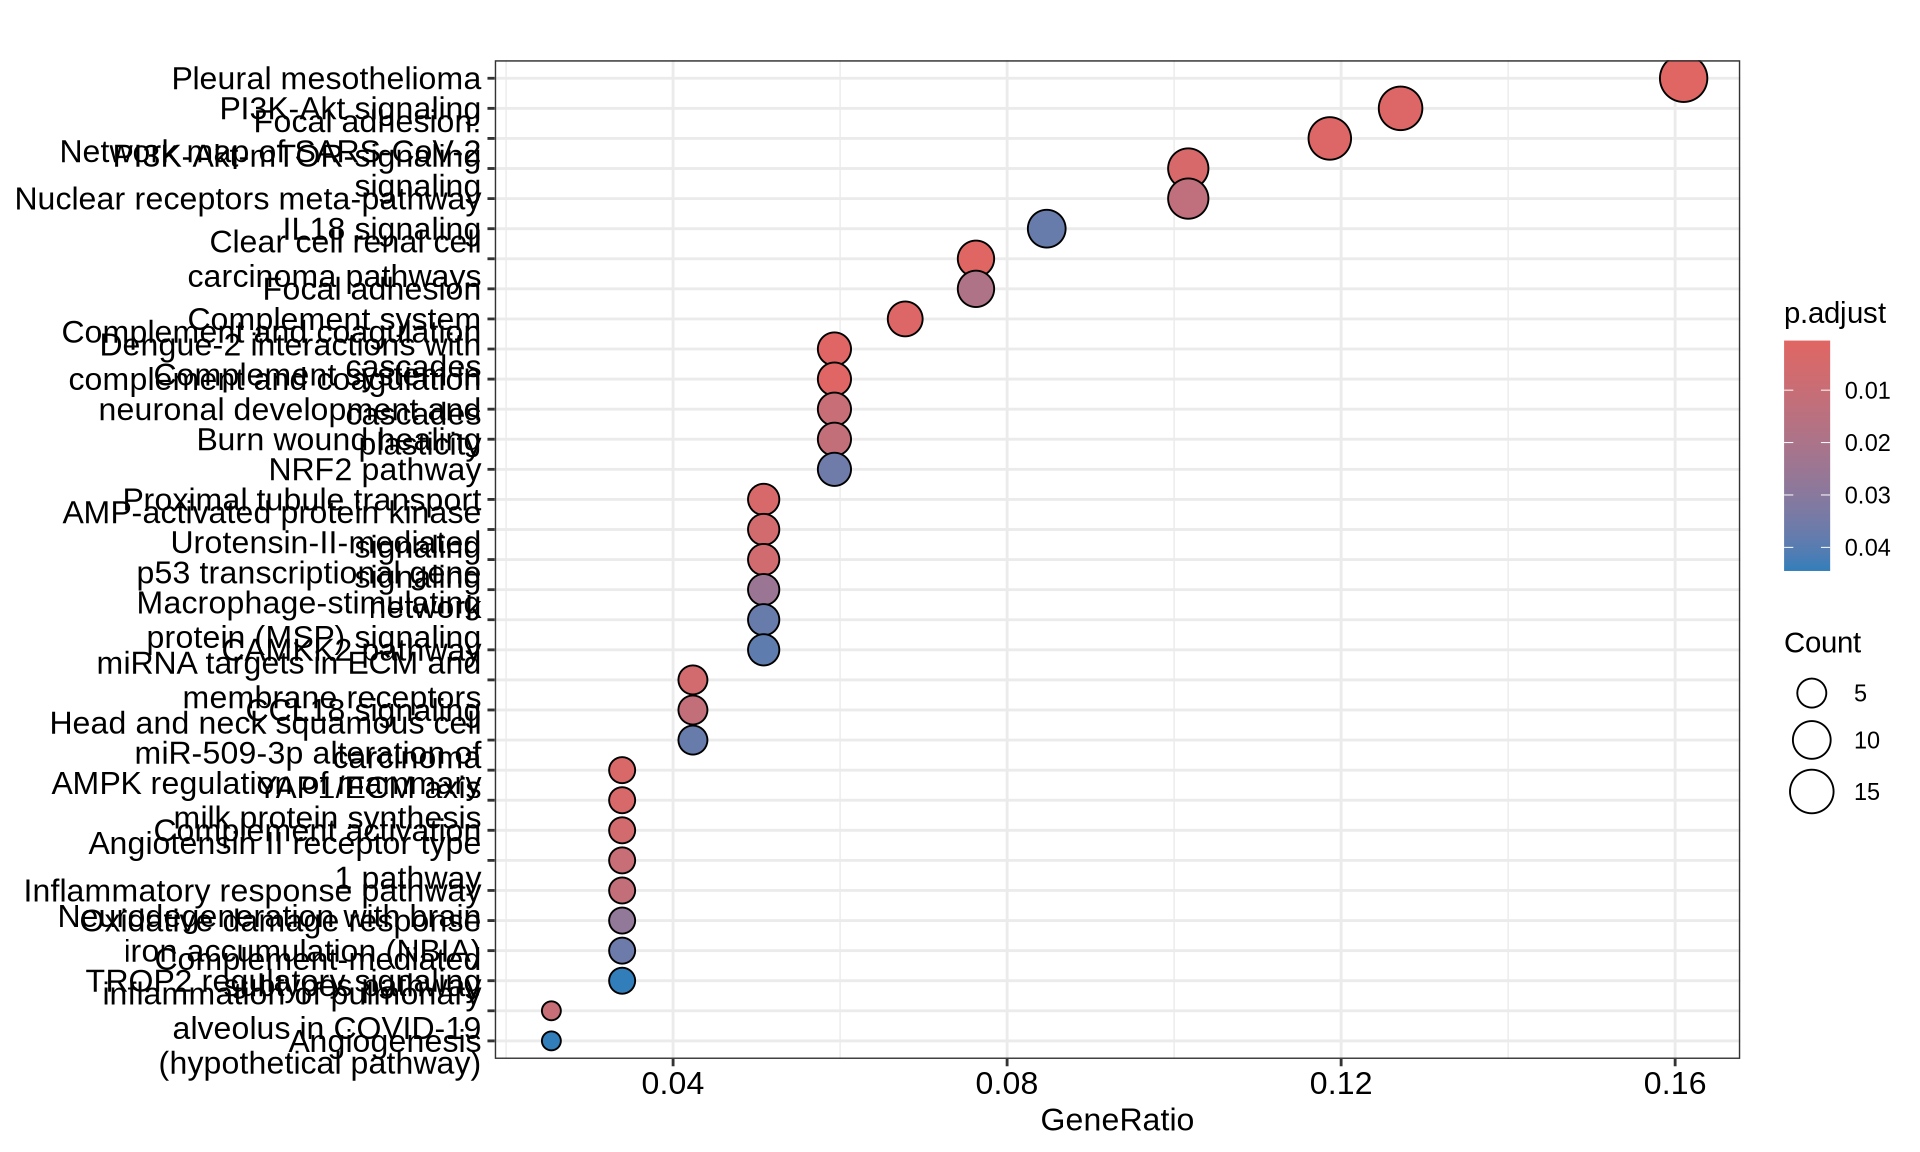 Pleural mesothelioma
PI3K-Akt signaling
Focal adhesion:
PI3K-Akt-mTOR-signaling
Network map of SARS-CoV-2
signaling
Nuclear receptors meta-pathway
IL18 signaling
Clear cell renal cell
carcinoma pathways
Focal adhesion
Complement system
Complement and coagulation
cascades
Dengue-2 interactions with
complement and coagulation
cascades
Complement system in
neuronal development and
plasticity
Burn wound healing
NRF2 pathway
Proximal tubule transport
AMP-activated protein kinase
signaling
Urotensin-II-mediated
signaling
p53 transcriptional gene
network
Macrophage-stimulating
protein (MSP) signaling
CAMKK2 pathway
miRNA targets in ECM and
membrane receptors
CCL18 signaling
Head and neck squamous cell
carcinoma
miR-509-3p alteration of
YAP1/ECM axis
AMPK regulation of mammary
milk protein synthesis
Complement activation
Angiotensin II receptor type
1 pathway
Inflammatory response pathway
Oxidative damage response
Neurodegeneration with brain
iron accumulation (NBIA)
subtypes pathway
TROP2 regulatory signaling
Complement-mediated
inflammation of pulmonary
alveolus in COVID-19
(hypothetical pathway)
Angiogenesis
0.04
0.08
0.12
0.16
GeneRatio
p.adjust
0.01
0.02
0.03
0.04
Count
5
10
15